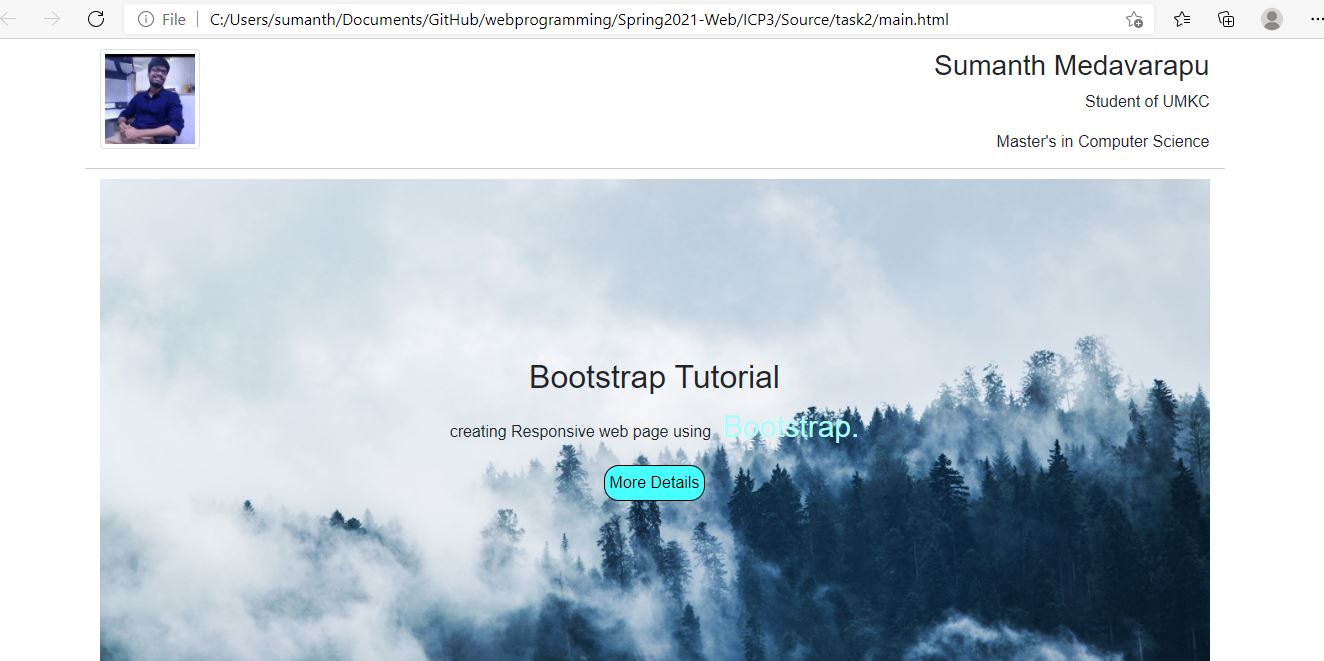 File
C:/Users/sumanth/Documents/GitHub/webprogramming/Spring2021-Web/ICP3/Source/task2/main.html
Sumanth Medavarapu
Student of UMKC
Master's in Computer Science
Bootstrap Tutorial
creating Responsive web page using Bootstrap.
More Details